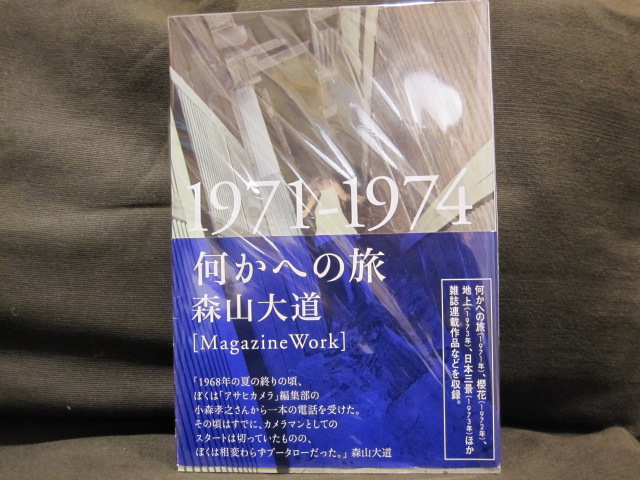 1971-1974
何かへの旅
森山大道
[MagazineWork]
「1968年の夏の終りの頃、
ぼくは「アサヒカメラ」編集部の
小森孝之さんから一本の電話を受けた。
その頃はすでに、カメラマンとしての
スタートは切っていたものの、
ぼくは相変わらずプータローだった。」 森山大道
何かへの旅(1971年)、櫻花(1972年)、
地上(1973年)、日本三景(1973年)ほか
雑誌連載作品などを収録。